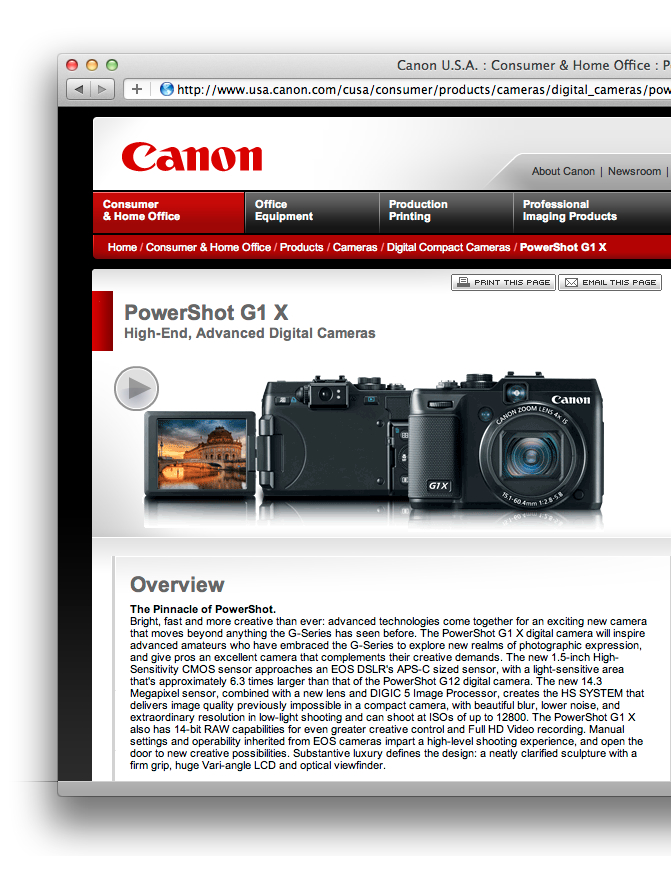 Canon U.S.A. : Consumer & Home Office : P
http://www.usa.canon.com/cusa/consumer/products/cameras/digital_cameras/pow
Canon
About Canon | Newsroom |
Consumer
& Home Office
Office
Equipment
Production
Printing
Professional
Imaging Products
Home / Consumer & Home Office / Products / Cameras / Digital Compact Cameras / PowerShot G1 X
PRINT THIS PAGE
EMAIL THIS PAGE
PowerShot G1 X
High-End, Advanced Digital Cameras
Canon
CANON ZOOM LENS 4x IS
G1X
15.1-60.4mm 1:2.8-5.8
Overview
The Pinnacle of PowerShot.
Bright, fast and more creative than ever: advanced technologies come together for an exciting new camera
that moves beyond anything the G-Series has seen before. The PowerShot G1 X digital camera will inspire
advanced amateurs who have embraced the G-Series to explore new realms of photographic expression,
and give pros an excellent camera that complements their creative demands. The new 1.5-inch High-
Sensitivity CMOS sensor approaches an EOS DSLR's APS-C sized sensor, with a light-sensitive area
that's approximately 6.3 times larger than that of the PowerShot G12 digital camera. The new 14.3
Megapixel sensor, combined with a new lens and DIGIC 5 Image Processor, creates the HS SYSTEM that
delivers image quality previously impossible in a compact camera, with beautiful blur, lower noise, and
extraordinary resolution in low-light shooting and can shoot at ISOs of up to 12800. The PowerShot G1 X
also has 14-bit RAW capabilities for even greater creative control and Full HD Video recording. Manual
settings and operability inherited from EOS cameras impart a high-level shooting experience, and open the
door to new creative possibilities. Substantive luxury defines the design: a neatly clarified sculpture with a
firm grip, huge Vari-angle LCD and optical viewfinder.